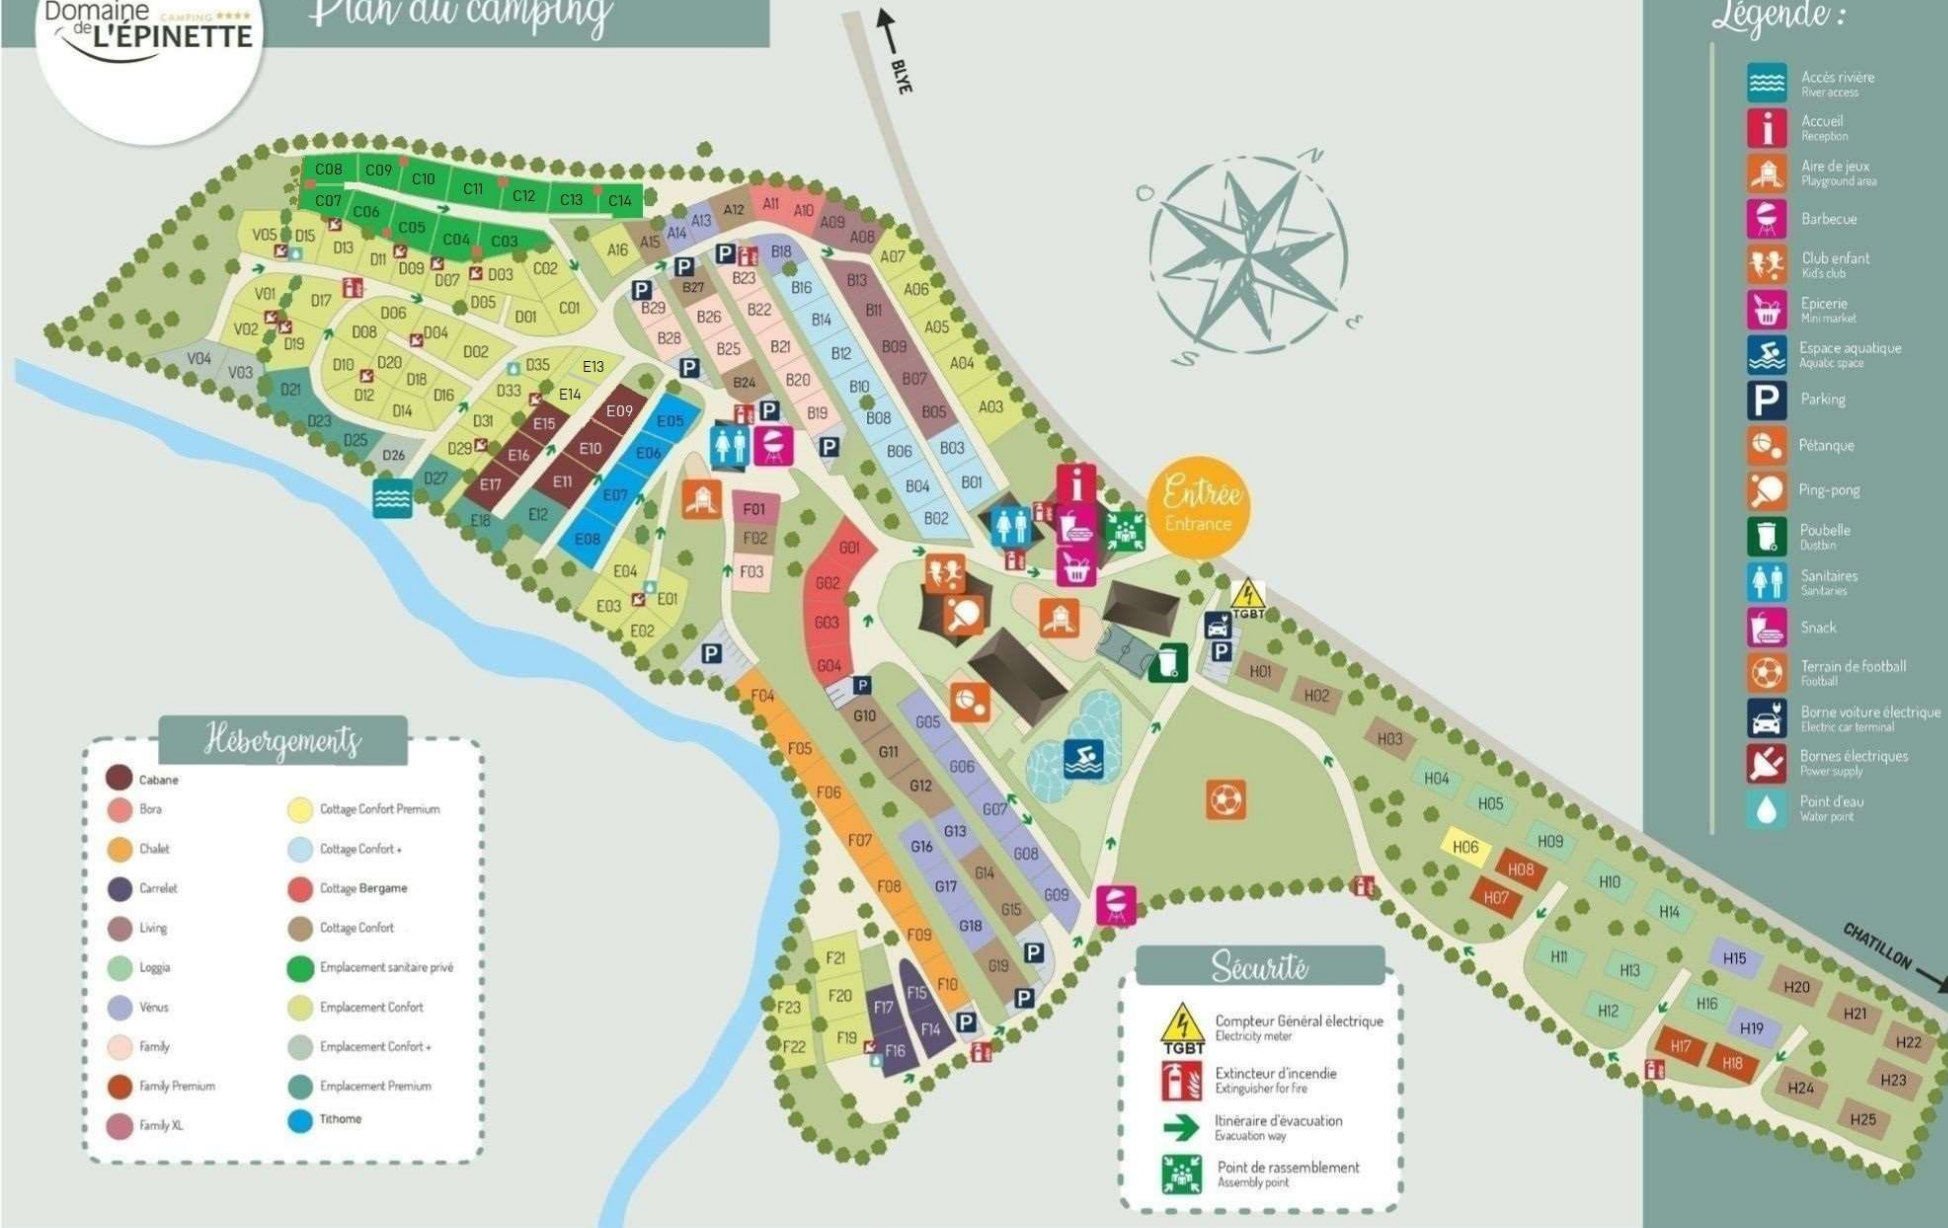 Domaine
CAMPING ****
de L'ÉPINETTE
Plan du camping
BLYE
N
O
E
S
Légende :
Accès rivière
River access
Accueil
Reception
Aire de jeux
Playground area
Barbecue
Club enfant
Kid's club
Epicerie
Mini market
Espace aquatique
Aquatic space
P
Parking
Pétanque
Ping-pong
Poubelle
Dustbin
Sanitaires
Sanitaries
Snack
Terrain de football
Football
Borne voiture électrique
Electric car terminal
Bornes électriques
Power supply
Point d'eau
Water point
C08
C09
C10
C11
C12
C13
C14
C07
C06
C05
C04
C03
C02
C01
V05
D15
D13
D11
D09
D07
D03
D05
D01
V01
D17
V02
D19
D06
D08
D04
D02
V04
V03
D10
D20
D18
D12
D16
D14
D21
D23
D25
D26
D27
D35
D33
D31
D29
E13
E14
E15
E16
E17
E18
E09
E10
E11
E12
E05
E06
E07
E08
E04
E03
E01
E02
A16
A15
A14
A13
A12
A11
A10
A09
A08
A07
A06
A05
A04
A03
B29
B28
B27
B26
B25
B24
B23
B22
B21
B20
B19
B18
B16
B14
B12
B10
B08
B06
B04
B02
B13
B11
B09
B07
B05
B03
B01
P
P
P
P
P
P
Entrée
Entrance
TGBT
P
F01
F02
F03
G01
G02
G03
G04
P
P
F04
F05
F06
F07
F08
F09
F10
G10
G11
G12
G13
G14
G15
G16
G17
G18
G19
G05
G06
G07
G08
G09
P
P
P
F21
F20
F19
F23
F22
F17
F16
F15
F14
H01
H02
H03
H04
H05
H06
H08
H07
H09
H10
H14
H11
H13
H12
H15
H16
H19
H17
H18
H20
H21
H22
H23
H24
H25
CHATILLON
Hébergements
Cabane
Bora
Chalet
Carrelet
Living
Loggia
Vénus
Family
Family Premium
Family XL
Cottage Confort Premium
Cottage Confort +
Cottage Bergame
Cottage Confort
Emplacement sanitaire privé
Emplacement Confort
Emplacement Confort +
Emplacement Premium
Tithome
Sécurité
TGBT
Compteur Général électrique
Electricity meter
Extincteur d'incendie
Extinguisher for fire
Itinéraire d'évacuation
Evacuation way
Point de rassemblement
Assembly point